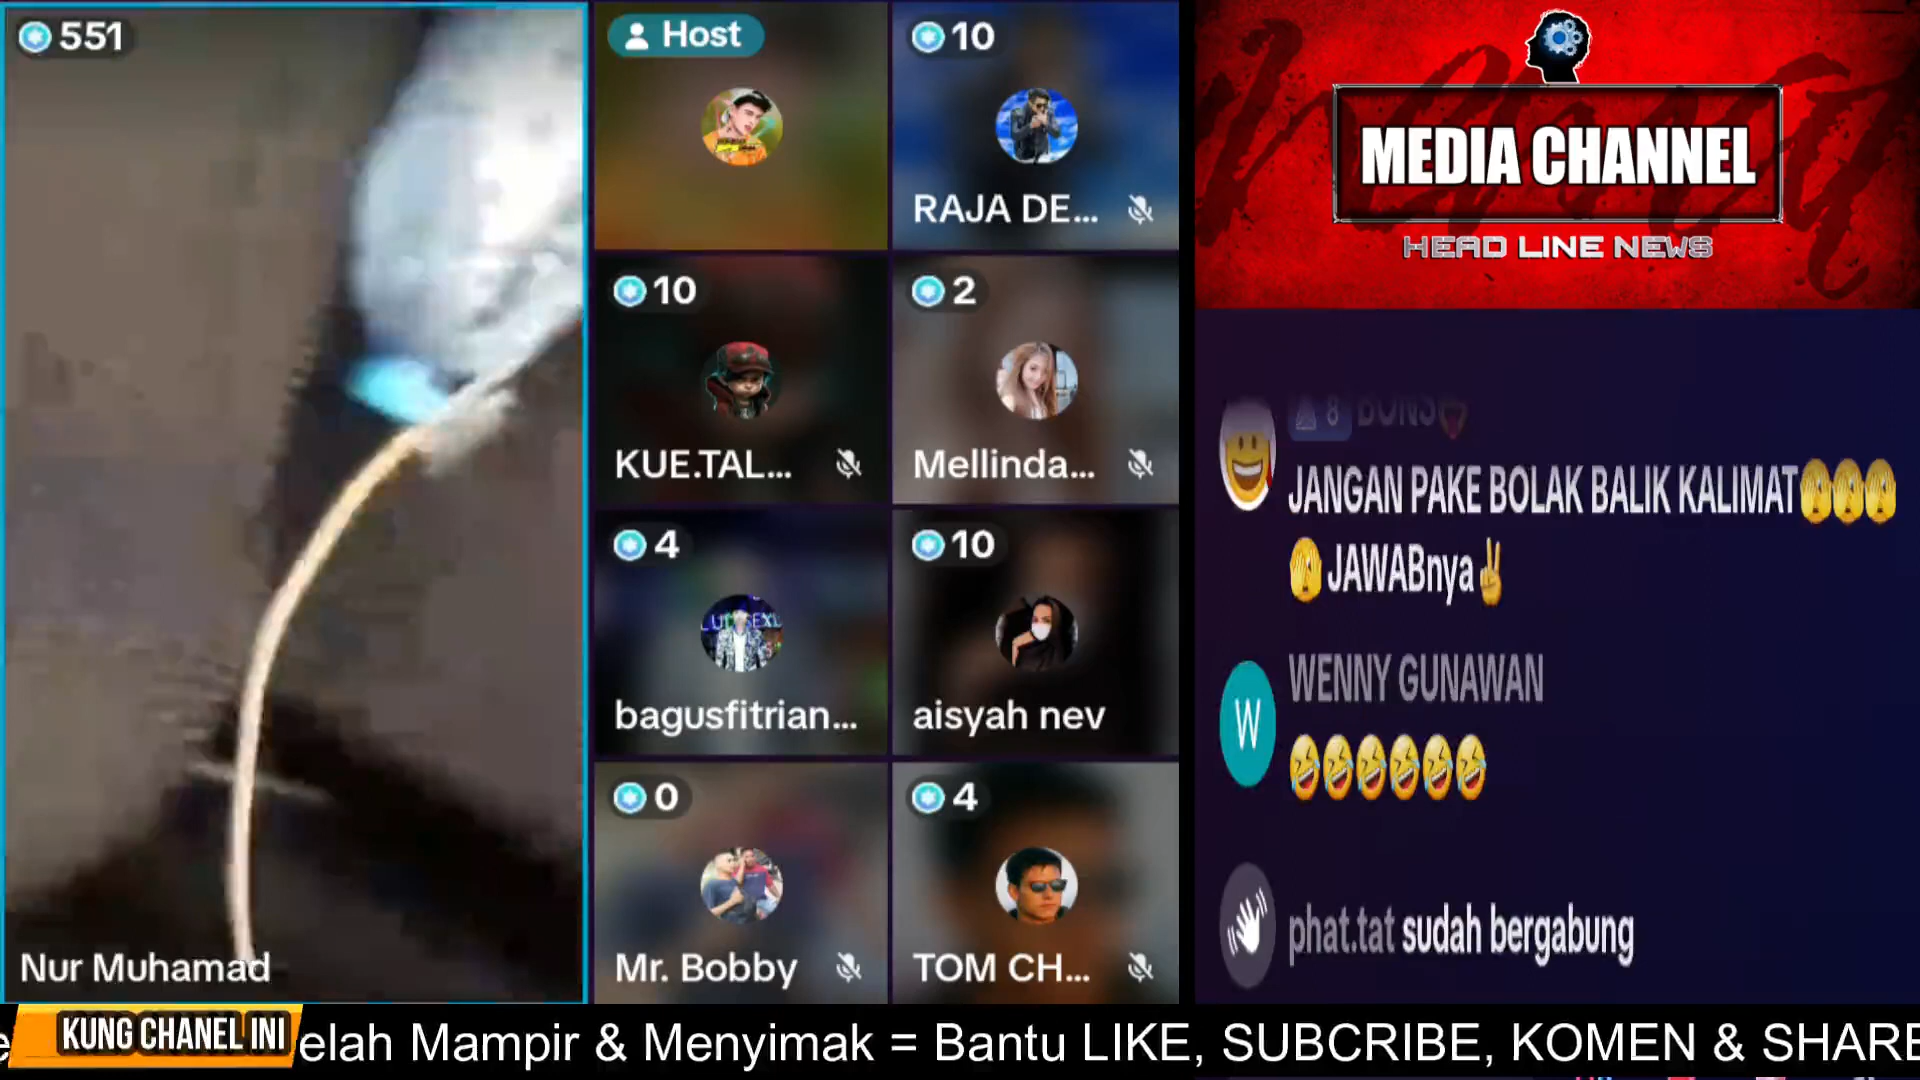 551
Host
10
RAJA DE...
10
2
KUE.TAL...
Mellinda...
4
10
bagusfitrian...
aisyah nev
0
4
Nur Muhamad
Mr. Bobby
TOM CH...
MEDIA CHANNEL
HEAD LINE NEWS
8 BONS
JANGAN PAKE BOLAK BALIK KALIMAT🫣🫣🫣
🫣JAWABnya✌️
W
WENNY GUNAWAN
🤣🤣🤣🤣🤣🤣
phat.tat sudah bergabung
KUNG CHANEL INI
elah Mampir & Menyimak = Bantu LIKE, SUBCRIBE, KOMEN & SHARE